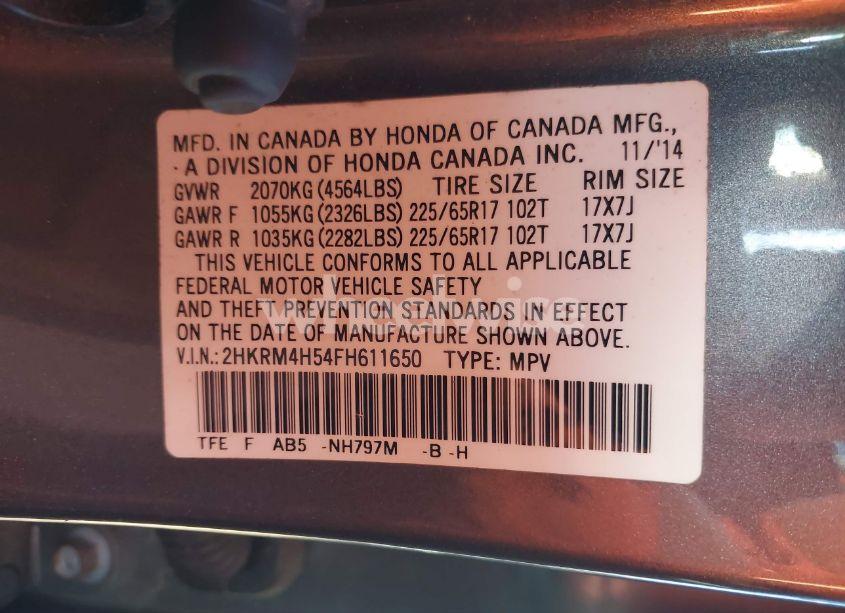 MFD. IN CANADA BY HONDA OF CANADA MFG.,
A DIVISION OF HONDA CANADA INC. 11/'14
GVWR 2070KG(4564LBS) TIRE SIZE RIM SIZE
GAWR F 1055KG(2326LBS) 225/65R17 102T 17X7J
GAWR R 1035KG(2282LBS) 225/65R17 102T 17X7J
THIS VEHICLE CONFORMS TO ALL APPLICABLE
FEDERAL MOTOR VEHICLE SAFETY
AND THEFT PREVENTION STANDARDS IN EFFECT
ON THE DATE OF MANUFACTURE SHOWN ABOVE.
V.I.N.: 2HKRM4H54FH611650 TYPE: MPV
TFE F AB5 -NH797M -B -H